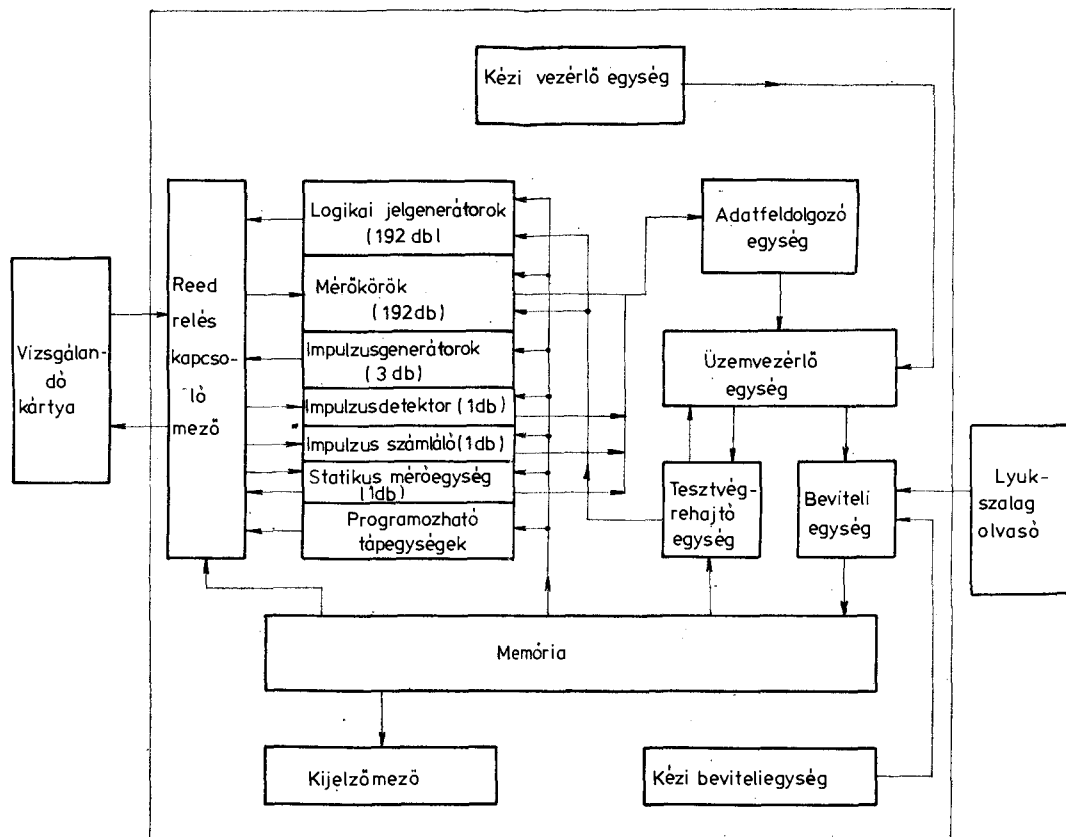 Kézi vezérlő egység
Logikai jelgenerátorok
(192 dbl
Adatfeldolgozó
egység
Reed
relés
kapcso-
ló
mező
Mérőkörök
(192db)
Vizsgálan-
dó
kártya
Impulzusgenerátorok
(3 db)
Üzemvezérlő
egység
Impulzusdetektor (1db)
Impulzus számláló(1db)
Statikus mérőegység
(1db)
Programozható
tápegységek
Tesztvég-
rehajtó
egység
Bevíteli
egység
Lyuk-
szalag
olvasó
Memória
Kijelzőmező
Kézi beviteliegység